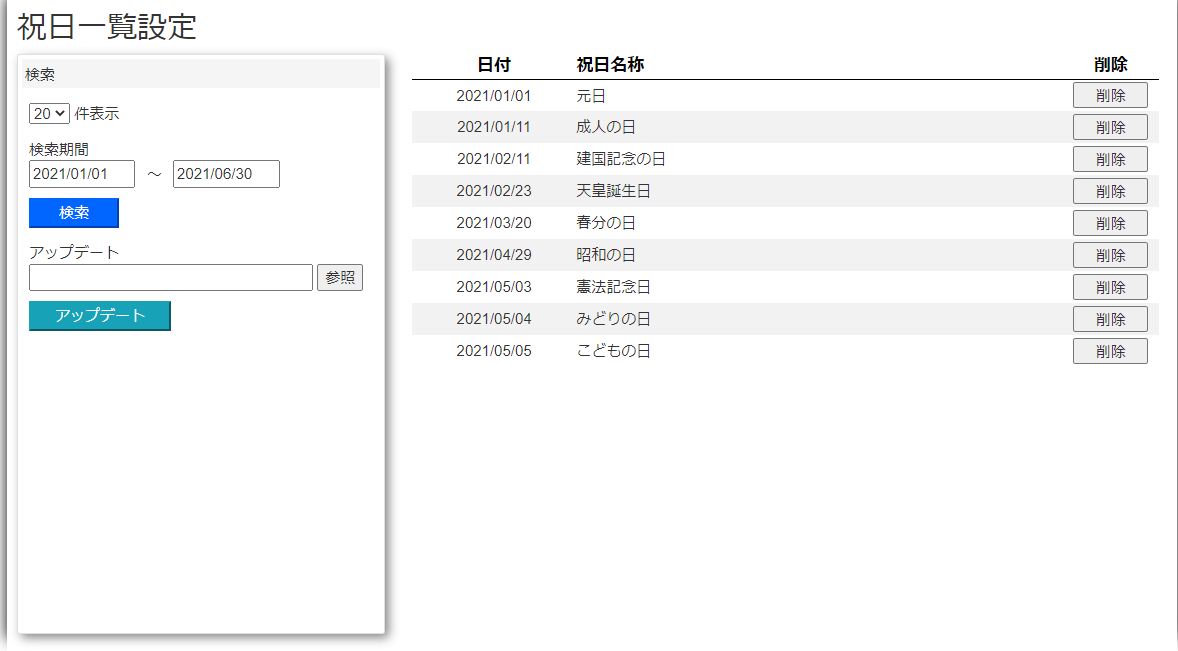 祝日一覧設定
検索
20 件表示
検索期間
2021/01/01 ～ 2021/06/30
検索
アップデート
参照
アップデート
日付 祝日名称 削除
2021/01/01 元日 削除
2021/01/11 成人の日 削除
2021/02/11 建国記念の日 削除
2021/02/23 天皇誕生日 削除
2021/03/20 春分の日 削除
2021/04/29 昭和の日 削除
2021/05/03 憲法記念日 削除
2021/05/04 みどりの日 削除
2021/05/05 こどもの日 削除